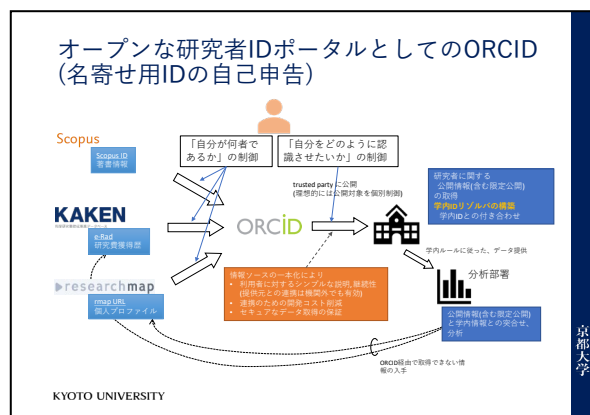 オープンな研究者IDポータルとしてのORCID
(名寄せ用IDの自己申告)
Scopus
Scopus ID
著書情報
「自分が何者で
あるか」の制御
「自分をどのように認
識させたいか」の制御
trusted party に公開
(理想的には公開対象を個別制御)
研究者に関する
公開情報(含む限定公開)
の取得
学内IDリゾルバの構築
学内IDとの付き合わせ
KAKEN
e-Rad
研究費獲得歴
ORCiD
学内ルールに従った、データ提供
researchmap
rmap URL
個人プロファイル
情報ソースの一本化により
• 利用者に対するシンプルな説明,継続性
(提供元との連携は機関外でも有効)
• 連携のための開発コスト削減
• セキュアなデータ取得の保証
分析部署
公開情報(含む限定公開)
と学内情報との突合せ,
分析
ORCID経由で取得できない情
報の入手
京都大学
KYOTO UNIVERSITY